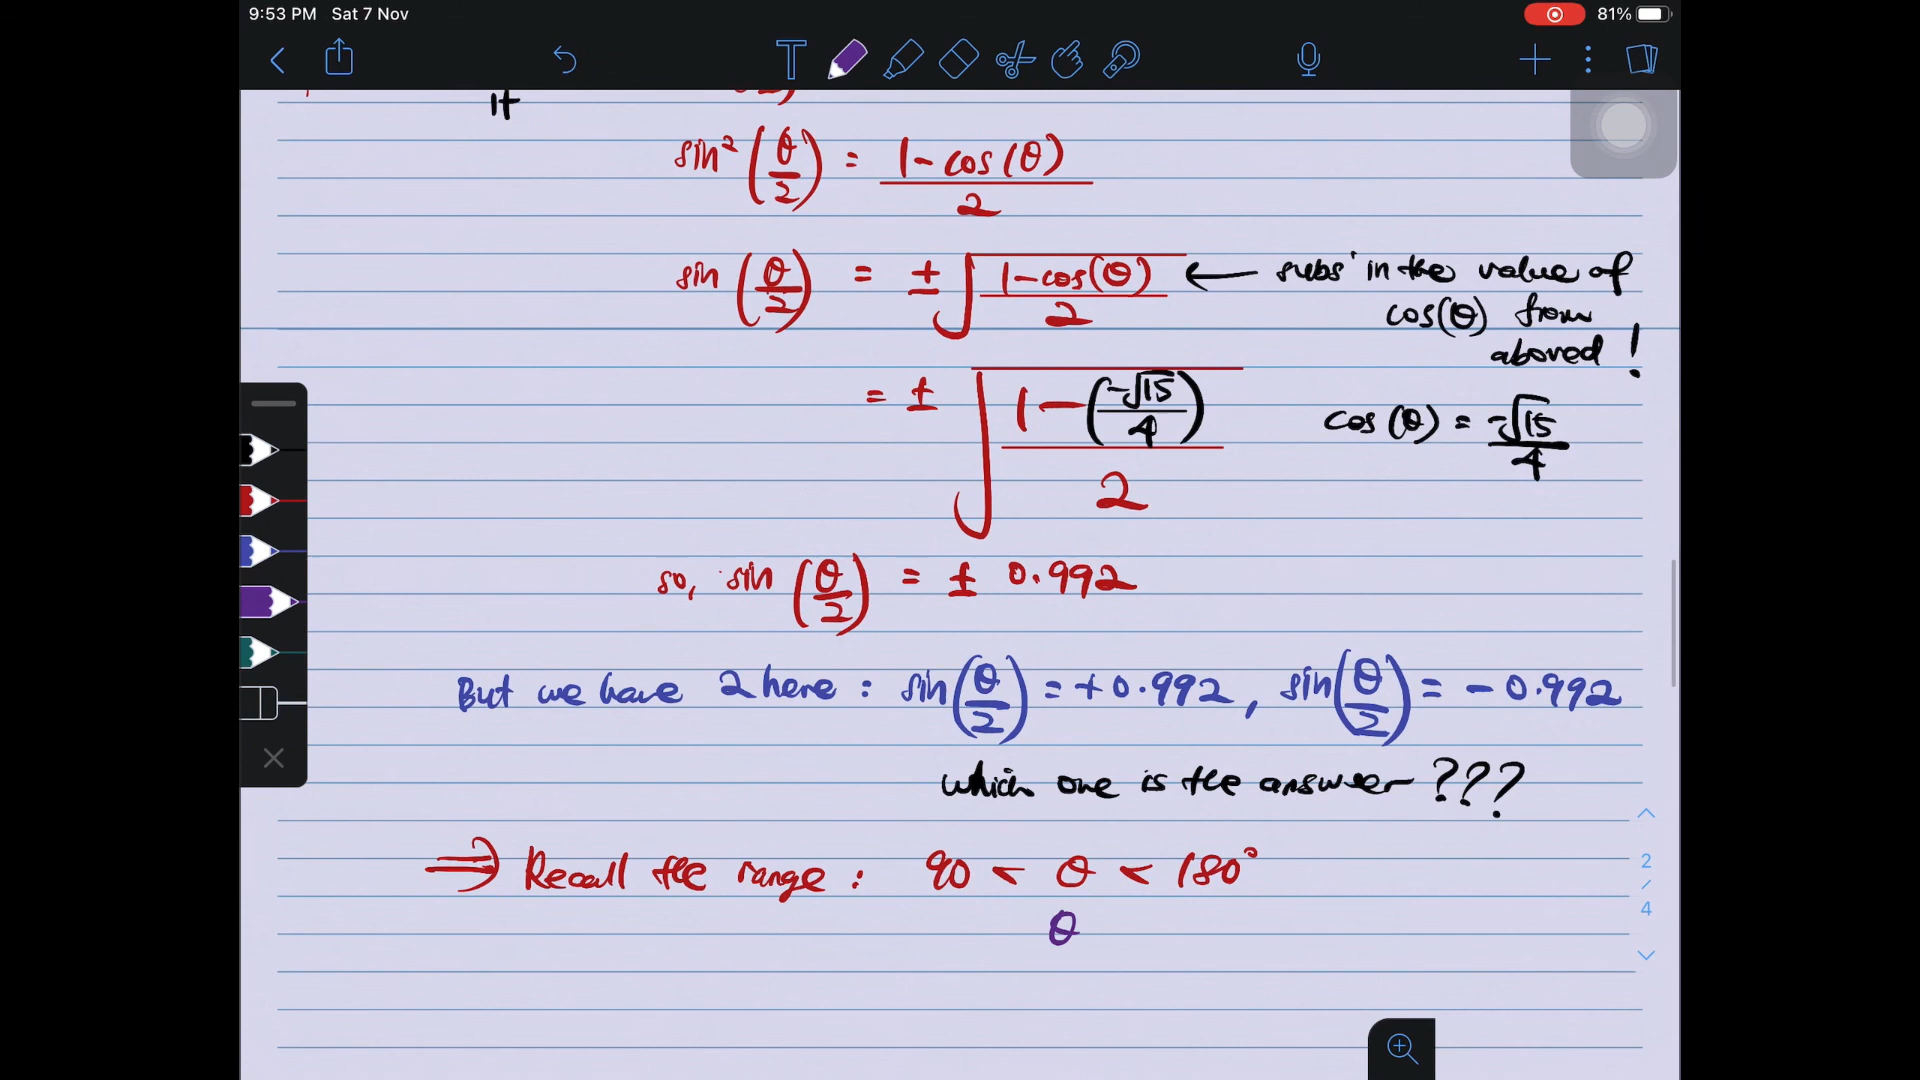 9:53 PM Sat 7 Nov
81%
T
it
sin² (θ/2) = (1-cos(θ))/2
sin (θ/2) = ± √((1-cos(θ))/2) ← subs' in the value of
cos(θ) from
aboved !
= ± √((1-(-√15/4))/2)
cos (θ) = -√15/4
so, sin (θ/2) = ± 0.992
But we have 2 here : sin(θ/2) = +0.992, sin(θ/2) = -0.992
which one is the answer ???
⇒ Recall the range : 90 < θ < 180°
θ
2
/
4